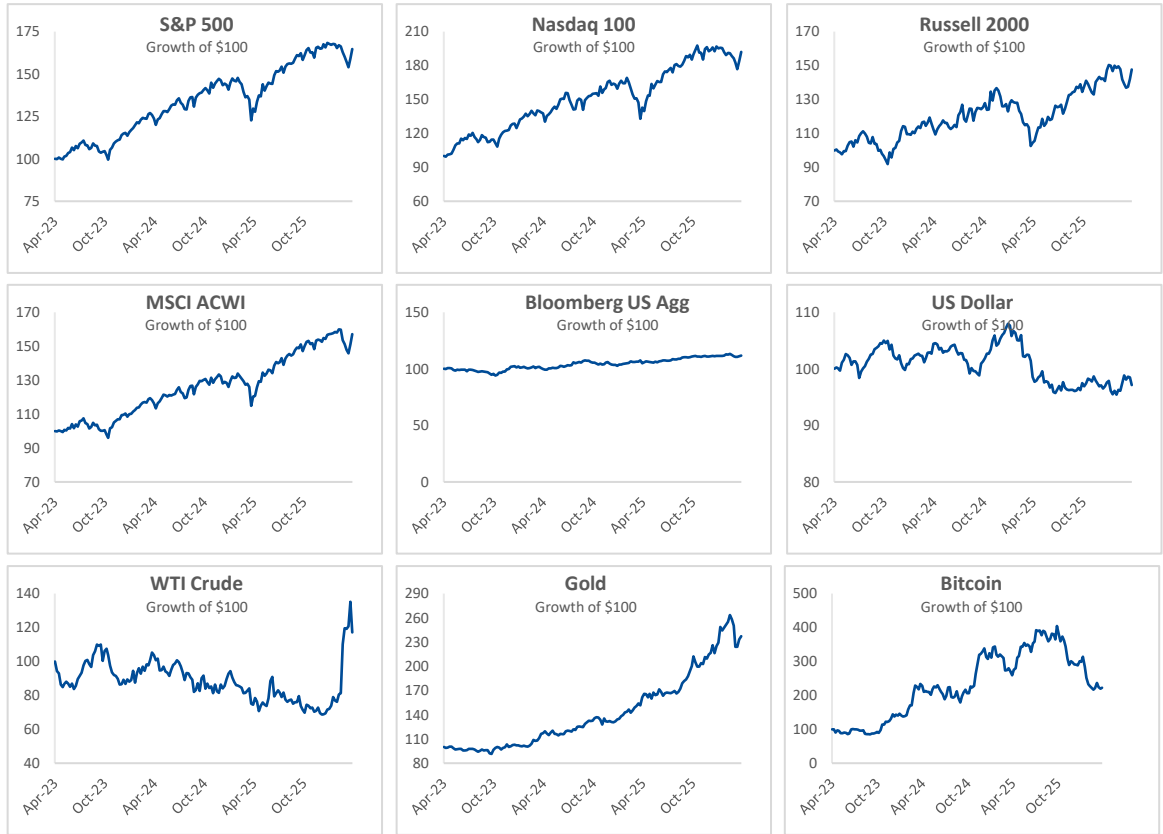 S&P 500
Growth of $100
175
150
125
100
75
Apr-23
Oct-23
Apr-24
Oct-24
Apr-25
Oct-25
Nasdaq 100
Growth of $100
210
180
150
120
90
60
Apr-23
Oct-23
Apr-24
Oct-24
Apr-25
Oct-25
Russell 2000
Growth of $100
170
150
130
110
90
70
Apr-23
Oct-23
Apr-24
Oct-24
Apr-25
Oct-25
MSCI ACWI
Growth of $100
170
150
130
110
90
70
Apr-23
Oct-23
Apr-24
Oct-24
Apr-25
Oct-25
Bloomberg US Agg
Growth of $100
150
100
50
0
Apr-23
Oct-23
Apr-24
Oct-24
Apr-25
Oct-25
US Dollar
Growth of $100
110
100
90
80
Apr-23
Oct-23
Apr-24
Oct-24
Apr-25
Oct-25
WTI Crude
Growth of $100
140
120
100
80
60
40
Apr-23
Oct-23
Apr-24
Oct-24
Apr-25
Oct-25
Gold
Growth of $100
290
260
230
200
170
140
110
80
Apr-23
Oct-23
Apr-24
Oct-24
Apr-25
Oct-25
Bitcoin
Growth of $100
500
400
300
200
100
0
Apr-23
Oct-23
Apr-24
Oct-24
Apr-25
Oct-25